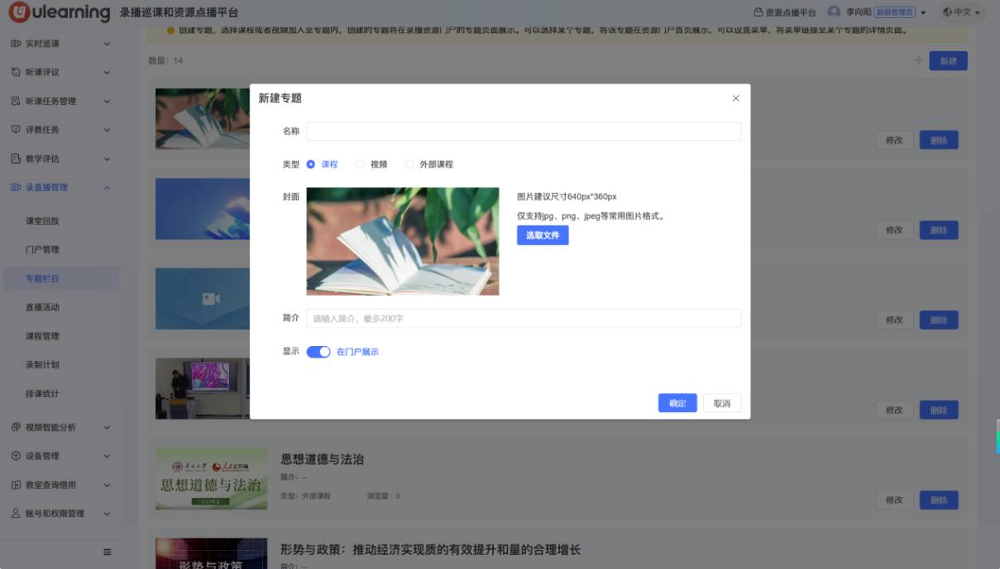 ulearning 录播巡课和资源点播平台
资源点播平台
李向阳 超级管理员
中文
实时巡课
听课评议
听课任务管理
评教任务
教学评估
录直播管理
课堂回放
门户管理
专题栏目
直播活动
课程管理
录制计划
排课统计
视频智能分析
设备管理
教室查询借用
账号和权限管理
创建专题，选择课程或者视频加入至专题内，创建的专题将在录播资源门户的专题页面展示。可以选择某个专题，将该专题在资源门户首页展示，可以设置菜单，将菜单链接至某个专题的详情页面。
数量：14
新建
修改 删除
修改 删除
修改 删除
修改 删除
新建专题
名称
类型 课程 视频 外部课程
封面
图片建议尺寸640px*360px
仅支持jpg、png、jpeg等常用图片格式。
选取文件
简介 请输入简介，最多200字
显示 在门户展示
确定 取消
人民公开课
思想道德与法治
（2023年版）
思想道德与法治
简介：--
类型：外部课程 浏览量：0
修改 删除
形势与政策
形势与政策：推动经济实现质的有效提升和量的合理增长
简介：--